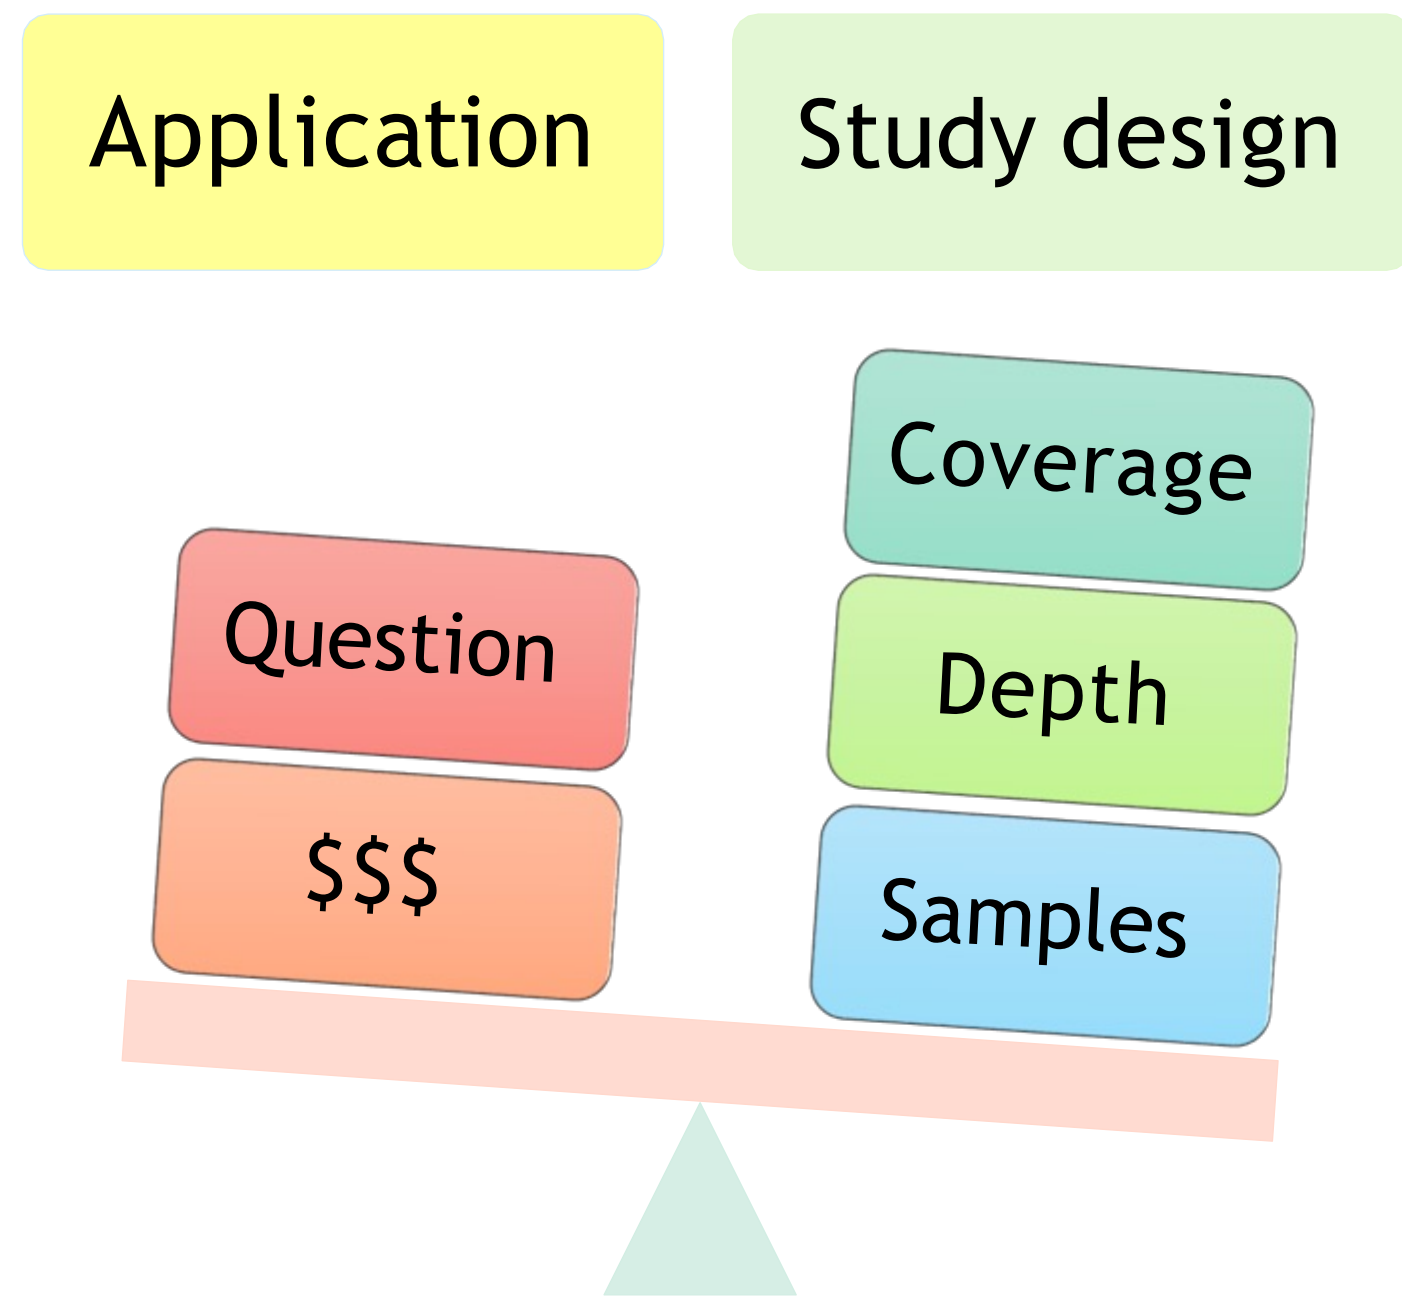 Application
Study design
Question
$$$
Coverage
Depth
Samples